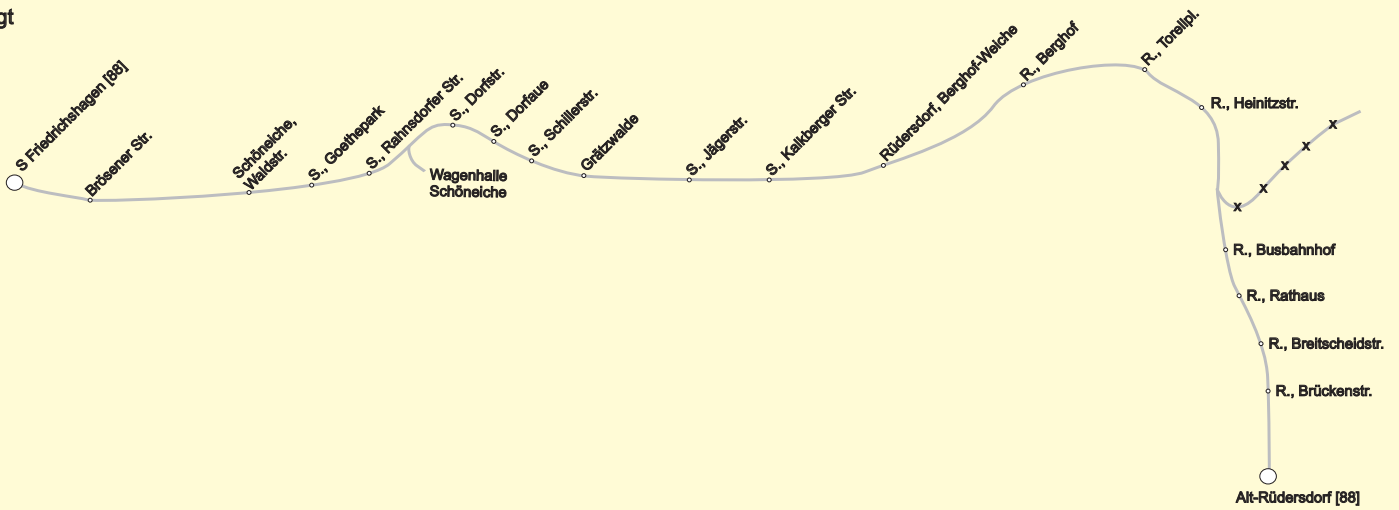 gt
S Friedrichshagen [88]
Brösener Str.
Schöneiche,
Waldstr.
S., Goethepark
S., Rahnsdorfer Str.
Wagenhalle
Schöneiche
S., Dorfstr.
S., Dorfaue
S., Schillerstr.
Grätzwalde
S., Jägerstr.
S., Kalkberger Str.
Rüdersdorf, Berghof-Weiche
R., Berghof
R., Torellpl.
R., Heinitzstr.
x
x
x
x
x
R., Busbahnhof
R., Rathaus
R., Breitscheidstr.
R., Brückenstr.
Alt-Rüdersdorf [88]